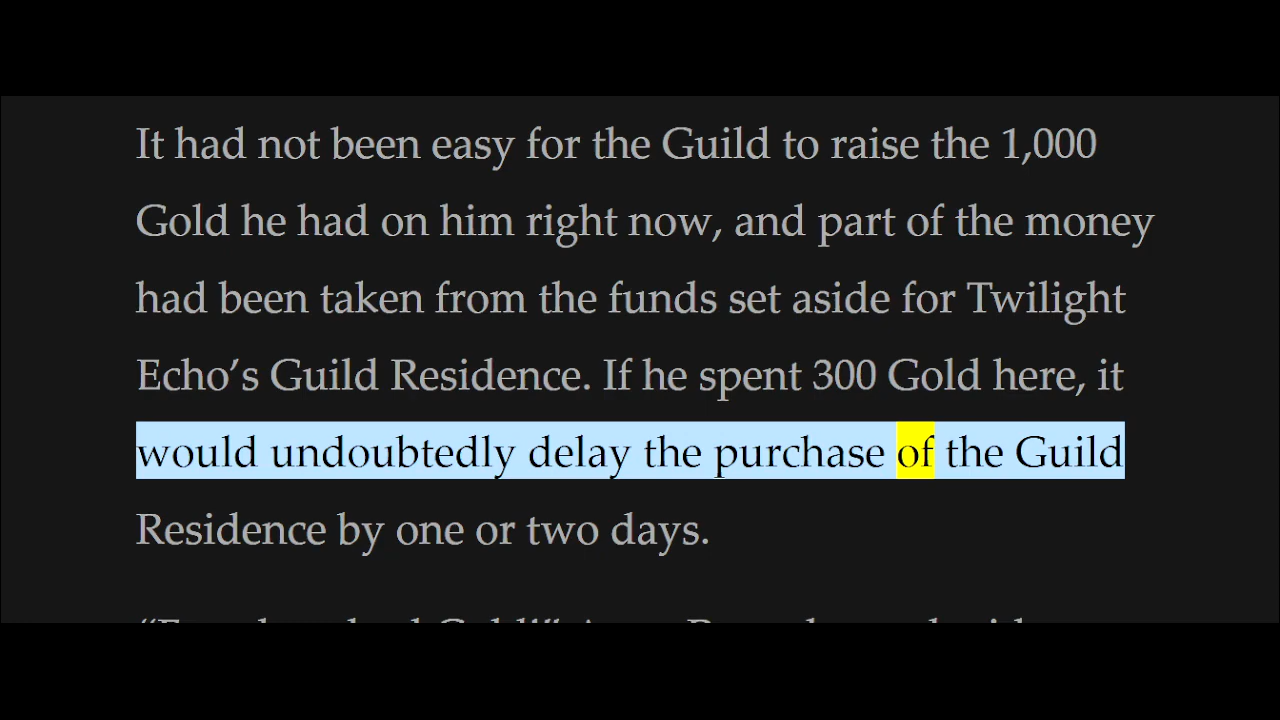 It had not been easy for the Guild to raise the 1,000
Gold he had on him right now, and part of the money
had been taken from the funds set aside for Twilight
Echo’s Guild Residence. If he spent 300 Gold here, it
would undoubtedly delay the purchase of the Guild
Residence by one or two days.